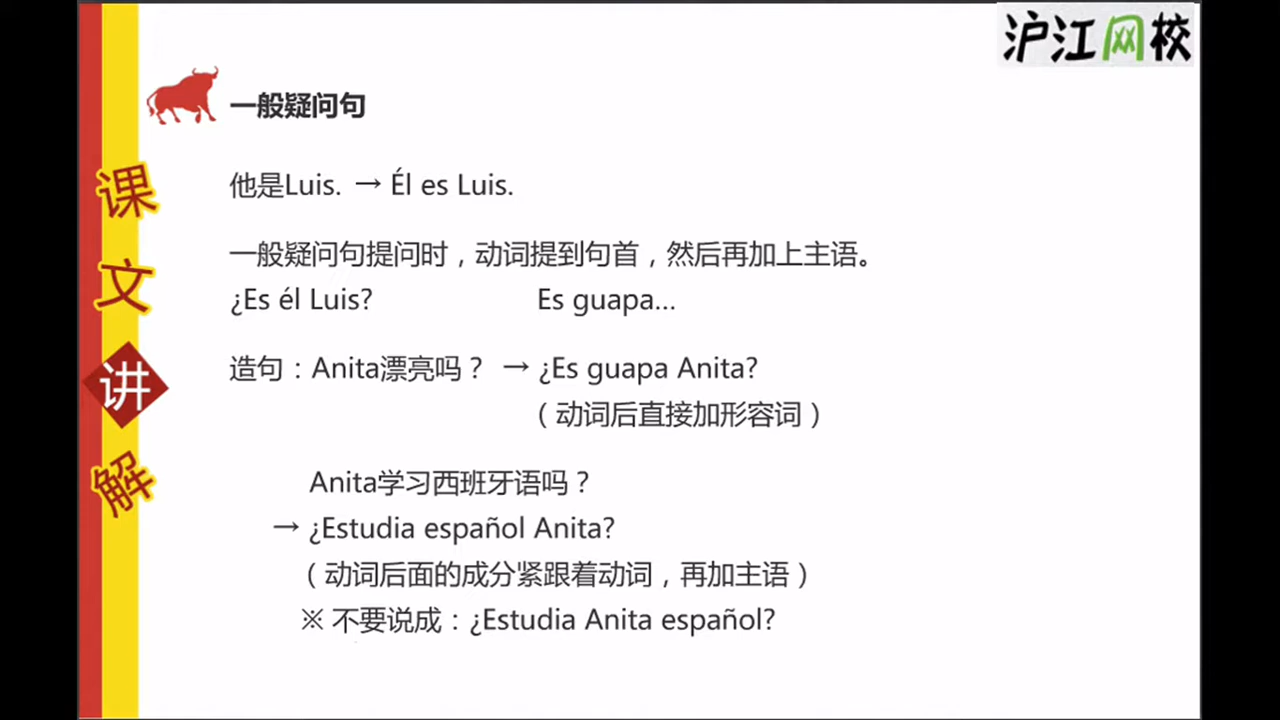 沪江网校
一般疑问句
他是Luis. → Él es Luis.
一般疑问句提问时，动词提到句首，然后再加上主语。
¿Es él Luis? Es guapa...
造句：Anita漂亮吗？ → ¿Es guapa Anita?
（动词后直接加形容词）
Anita学习西班牙语吗？
→ ¿Estudia español Anita?
（动词后面的成分紧跟着动词，再加主语）
※ 不要说成：¿Estudia Anita español?
课
文
讲
解